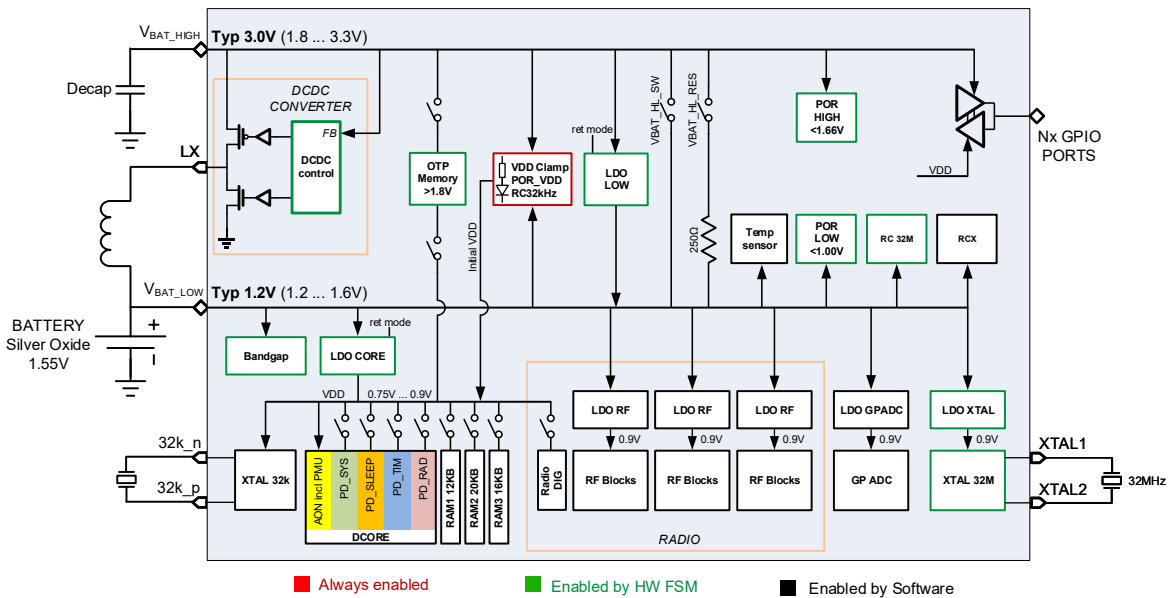 V BAT_HIGH
Typ 3.0V (1.8 ... 3.3V)
Decap
DCDC
CONVERTER
FB
DCDC
control
LX
OTP
Memory
>1.8V
VDD Clamp
POR_VDD
RC32kHz
ret mode
LDO
LOW
VBAT_HL_SW
VBAT_HL_RES
250Ω
POR
HIGH
<1.66V
VDD
Nx GPIO
PORTS
Initial VDD
Temp
sensor
POR
LOW
<1.00V
RC 32M
RCX
V BAT_LOW
Typ 1.2V (1.2 ... 1.6V)
BATTERY
Silver Oxide
1.55V
+
Bandgap
LDO CORE
ret mode
VDD
0.75V ... 0.9V
LDO RF
LDO RF
LDO RF
LDO GPADC
LDO XTAL
0.9V
0.9V
0.9V
0.9V
0.9V
32k_n
32k_p
XTAL 32k
AON incl PMU
PD_SYS
PD_SLEEP
PD_TIM
PD_RAD
DCORE
RAM1 12KB
RAM2 20KB
RAM3 16KB
Radio
DIG
RF Blocks
RF Blocks
RF Blocks
GP ADC
XTAL 32M
XTAL1
XTAL2
32MHz
RADIO
Always enabled
Enabled by HW FSM
Enabled by Software